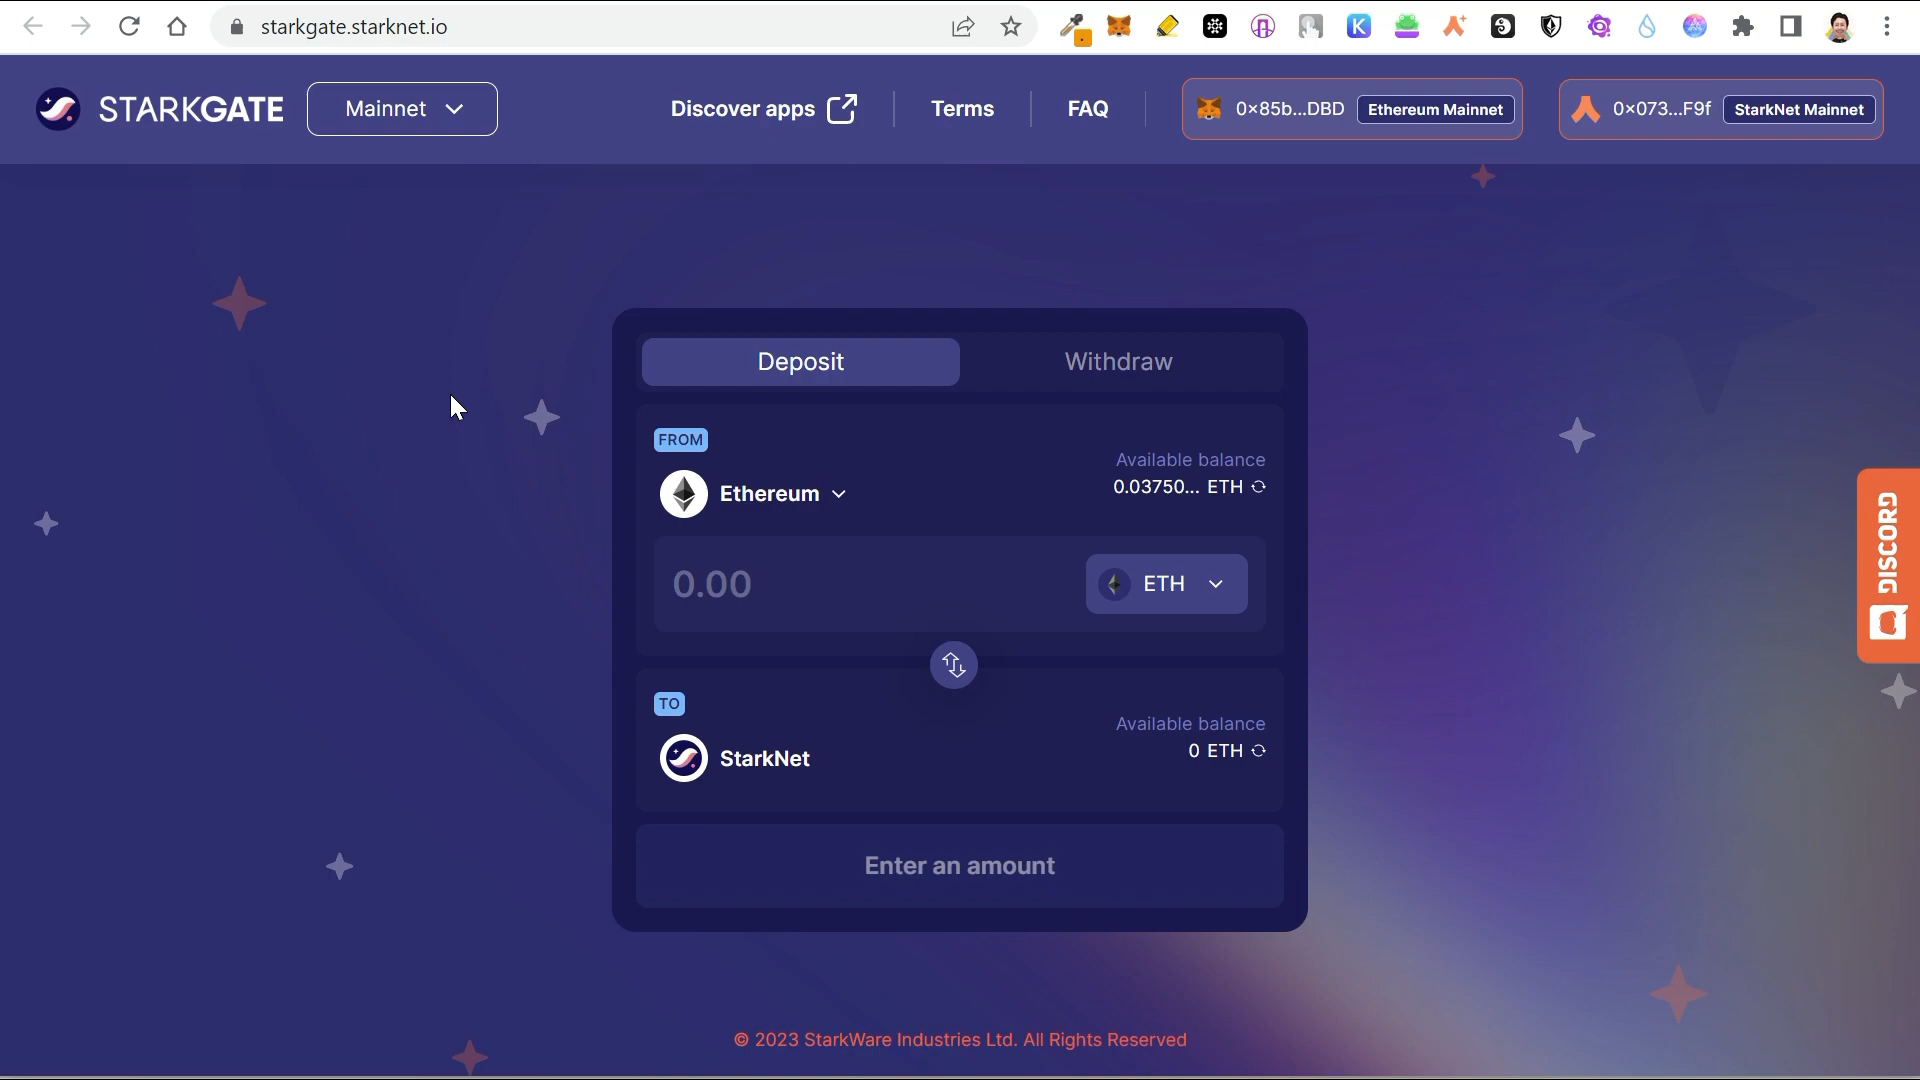 starkgate.starknet.io
STARKGATE
Mainnet
Discover apps
Terms
FAQ
0x85b...DBD
Ethereum Mainnet
0x073...F9f
StarkNet Mainnet
Deposit
Withdraw
FROM
Ethereum
Available balance
0.03750... ETH
0.00
ETH
TO
StarkNet
Available balance
0 ETH
Enter an amount
DISCORD
© 2023 StarkWare Industries Ltd. All Rights Reserved